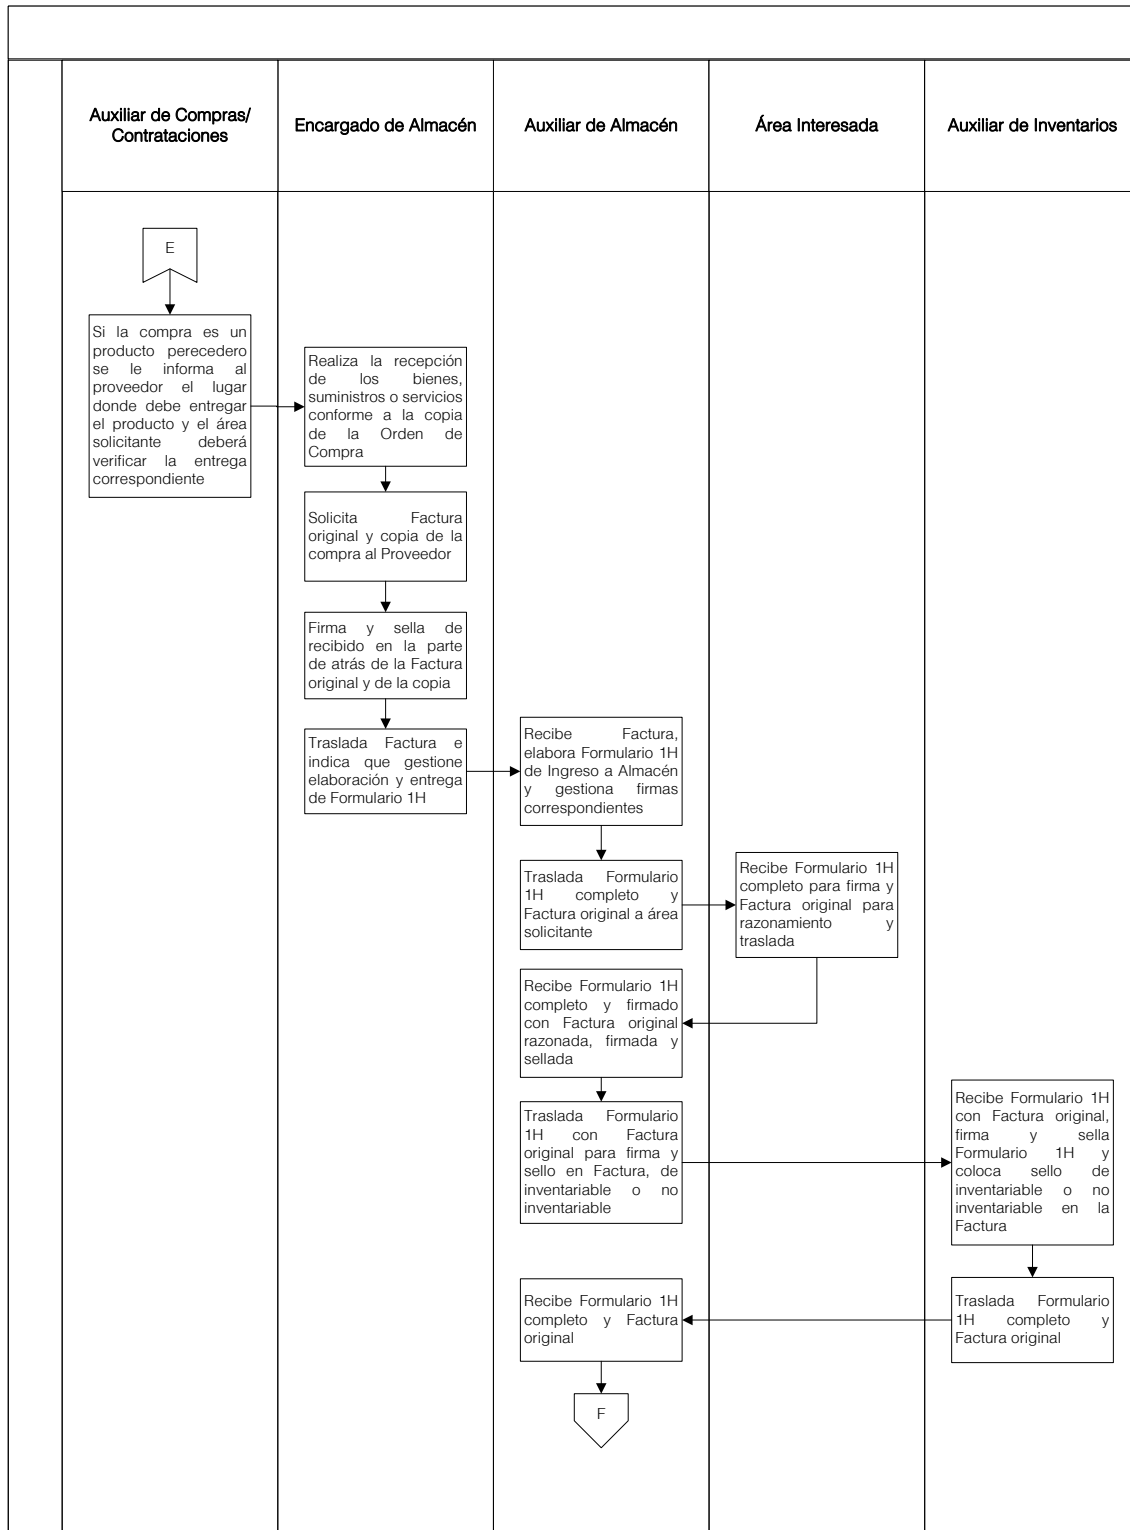 Auxiliar de Compras/
Contrataciones
Encargado de Almacén
Auxiliar de Almacén
Área Interesada
Auxiliar de Inventarios
E
Si la compra es un
producto perecedero
se le informa al
proveedor el lugar
donde debe entregar
el producto y el área
solicitante deberá
verificar la entrega
correspondiente
Realiza la recepción
de los bienes,
suministros o servicios
conforme a la copia
de la Orden de
Compra
Solicita Factura
original y copia de la
compra al Proveedor
Firma y sella de
recibido en la parte
de atrás de la Factura
original y de la copia
Traslada Factura e
indica que gestione
elaboración y entrega
de Formulario 1H
Recibe Factura,
elabora Formulario 1H
de Ingreso a Almacén
y gestiona firmas
correspondientes
Traslada Formulario
1H completo y
Factura original a área
solicitante
Recibe Formulario 1H
completo para firma y
Factura original para
razonamiento y
traslada
Recibe Formulario 1H
completo y firmado
con Factura original
razonada, firmada y
sellada
Traslada Formulario
1H con Factura
original para firma y
sello en Factura, de
inventariable o no
inventariable
Recibe Formulario 1H
con Factura original,
firma y sella
Formulario 1H y
coloca sello de
inventariable o no
inventariable en la
Factura
Traslada Formulario
1H completo y
Factura original
Recibe Formulario 1H
completo y Factura
original
F